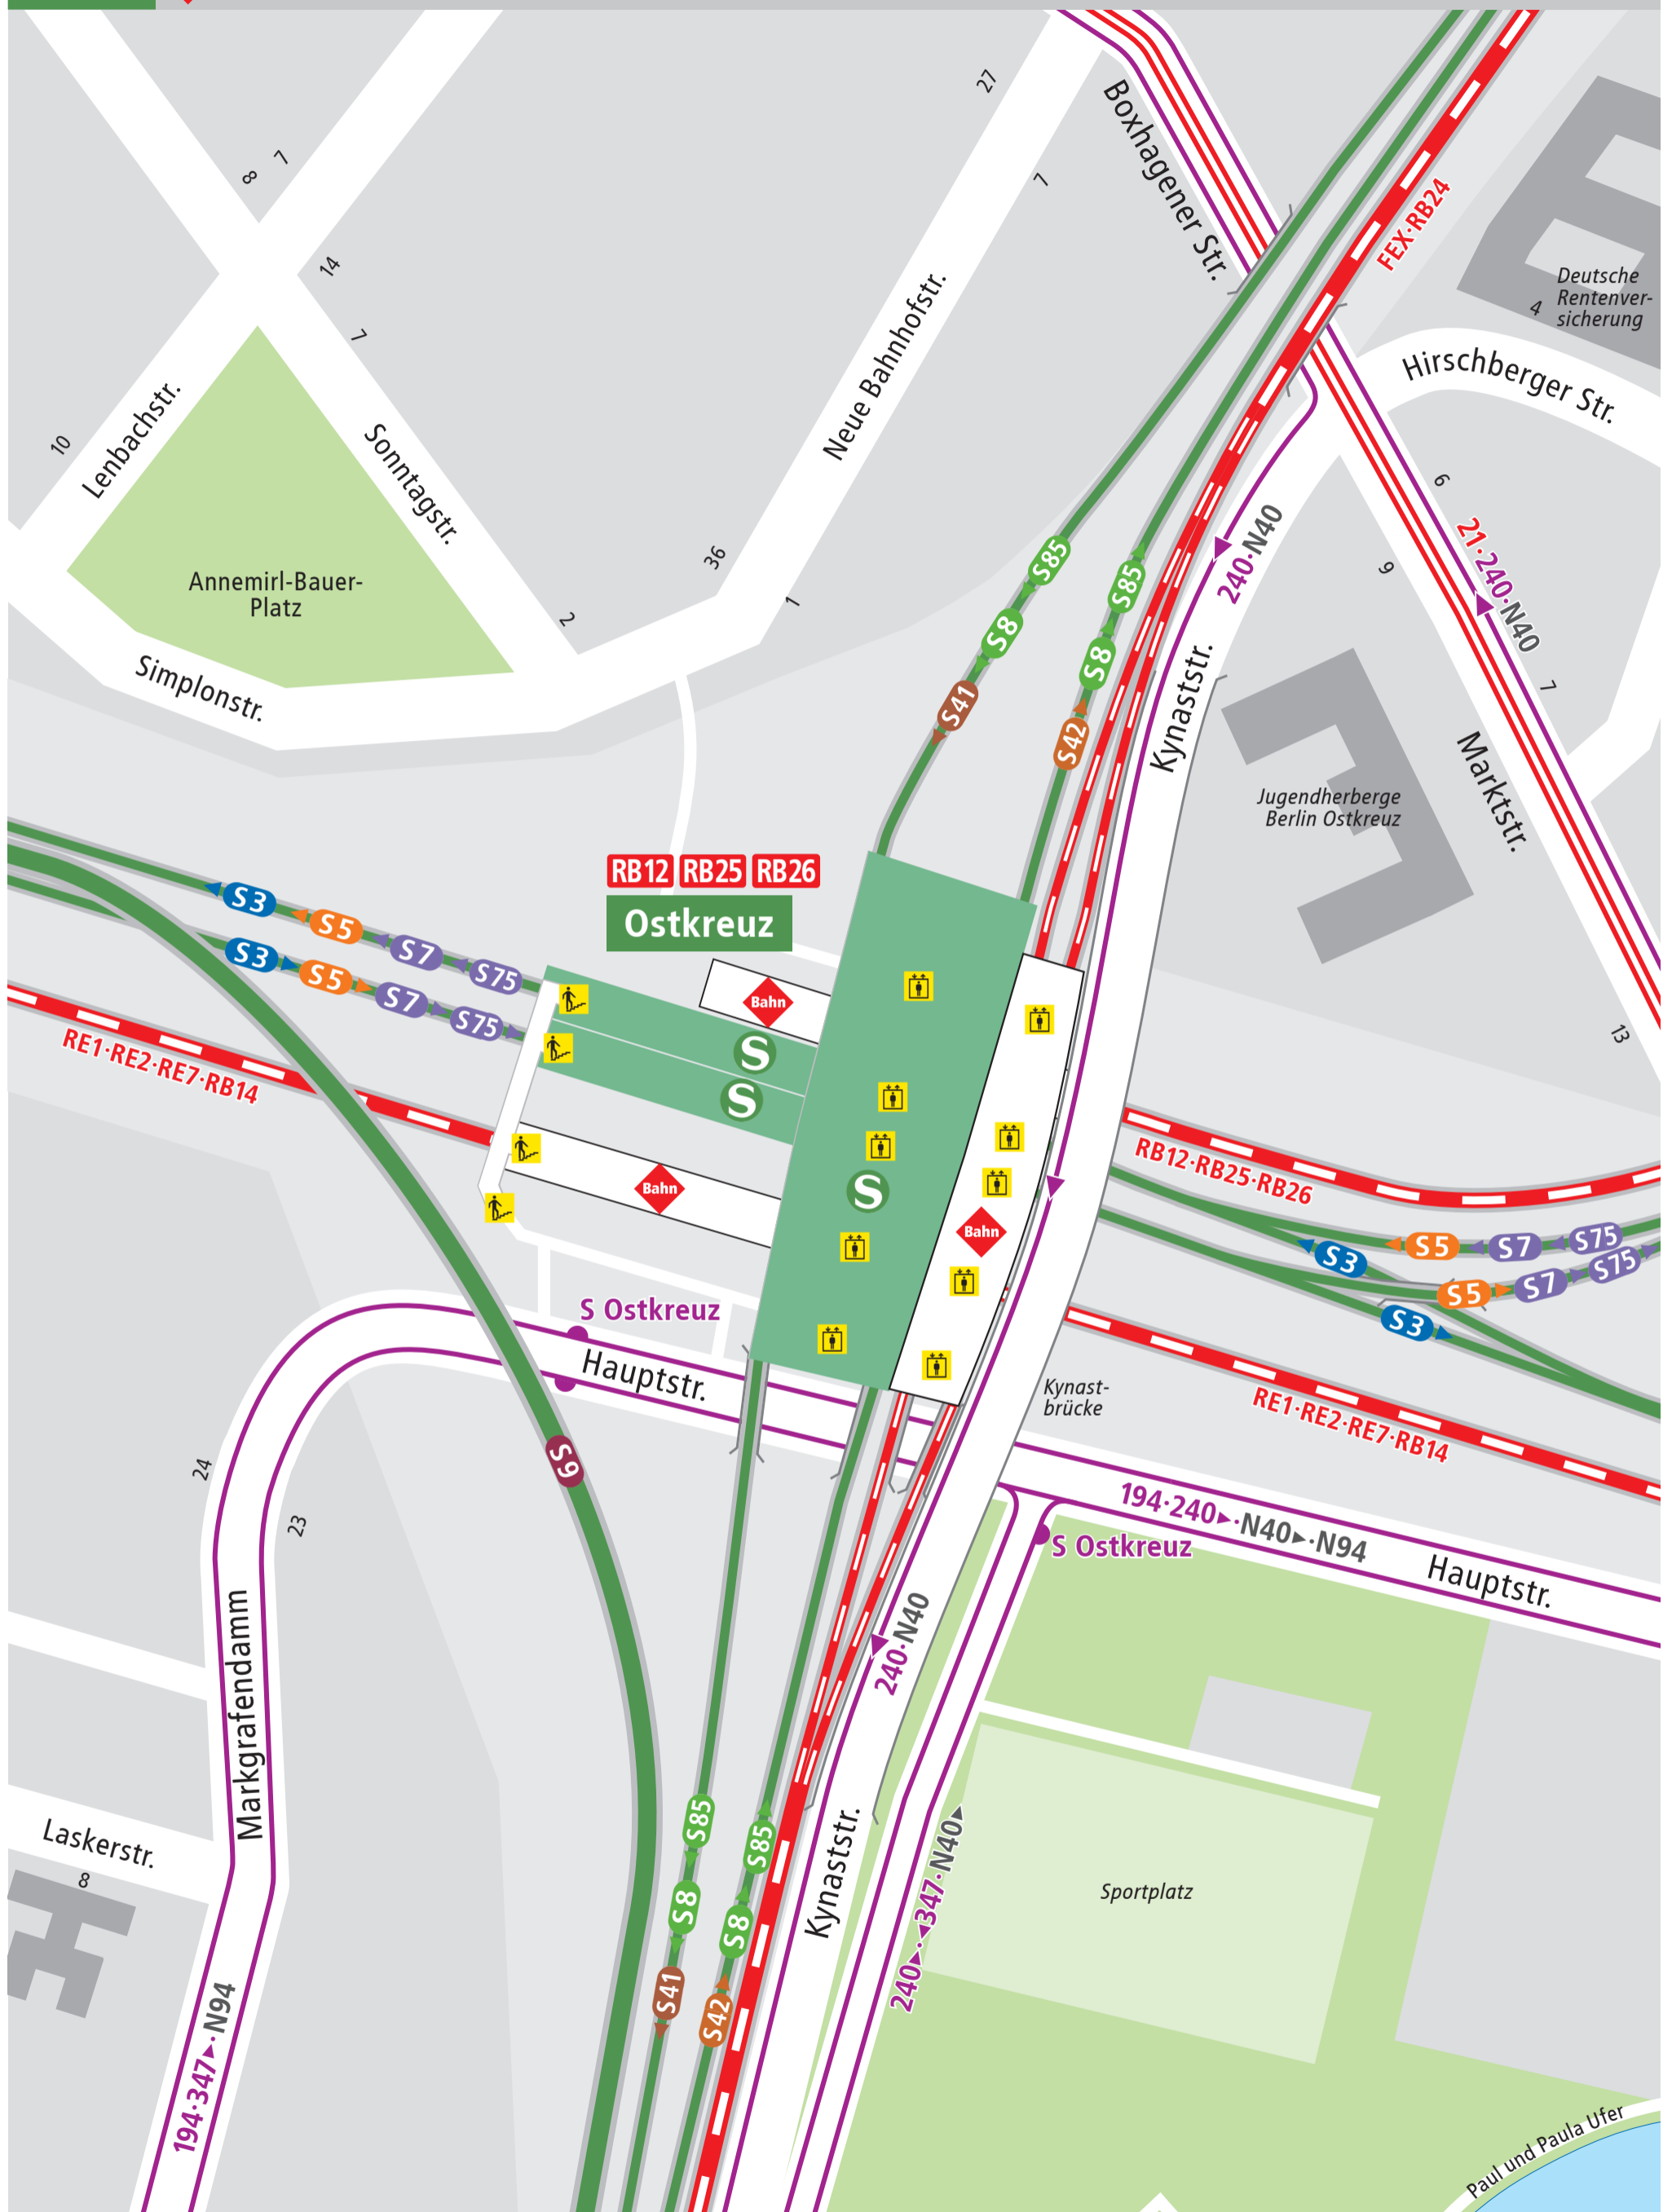 27
Boxhagener Str.
8
7
7
FEX·RB24
14
Deutsche
Rentenver-
sicherung
4
7
Neue Bahnhofstr.
Hirschberger Str.
Lenbachstr.
10
Sonntagstr.
6
240·N40
21·240·N40
9
36
S85
S85
Annemirl-Bauer-
Platz
1
2
S8
S8
Simplonstr.
S41
S42
Kynaststr.
7
Marktstr.
Jugendherberge
Berlin Ostkreuz
RB12 RB25 RB26
Ostkreuz
S3
S5
S7
S75
S3
S5
S7
S75
Bahn
13
RE1·RE2·RE7·RB14
S
S
RB12·RB25·RB26
Bahn
S
Bahn
S5
S7
S75
S3
S5
S7
S75
S3
S Ostkreuz
Hauptstr.
Kynast-
brücke
RE1·RE2·RE7·RB14
S9
24
23
194·240▸·N40▸·N94
S Ostkreuz
Hauptstr.
240·N40
Markgrafendamm
S85
S85
Kynaststr.
Laskerstr.
8
S8
S8
240▸·◂347·N40▸
Sportplatz
S41
S42
194·347▸·N94
Paul und Paula Ufer